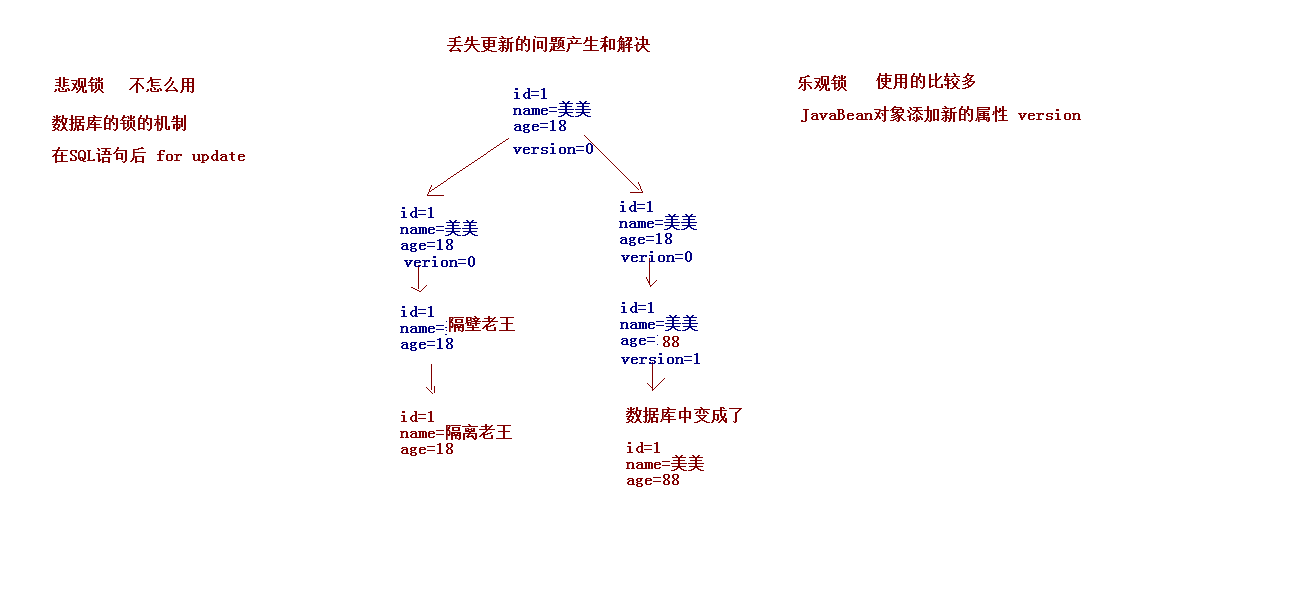 丢失更新的问题产生和解决
悲观锁 不怎么用
数据库的锁的机制
在SQL语句后 for update
id=1
name=美美
age=18
version=0
乐观锁 使用的比较多
JavaBean对象添加新的属性 version
id=1
name=美美
age=18
verion=0
id=1
name=隔壁老王
age=18
id=1
name=隔离老王
age=18
id=1
name=美美
age=18
verion=0
id=1
name=美美
age=88
version=1
数据库中变成了
id=1
name=美美
age=88